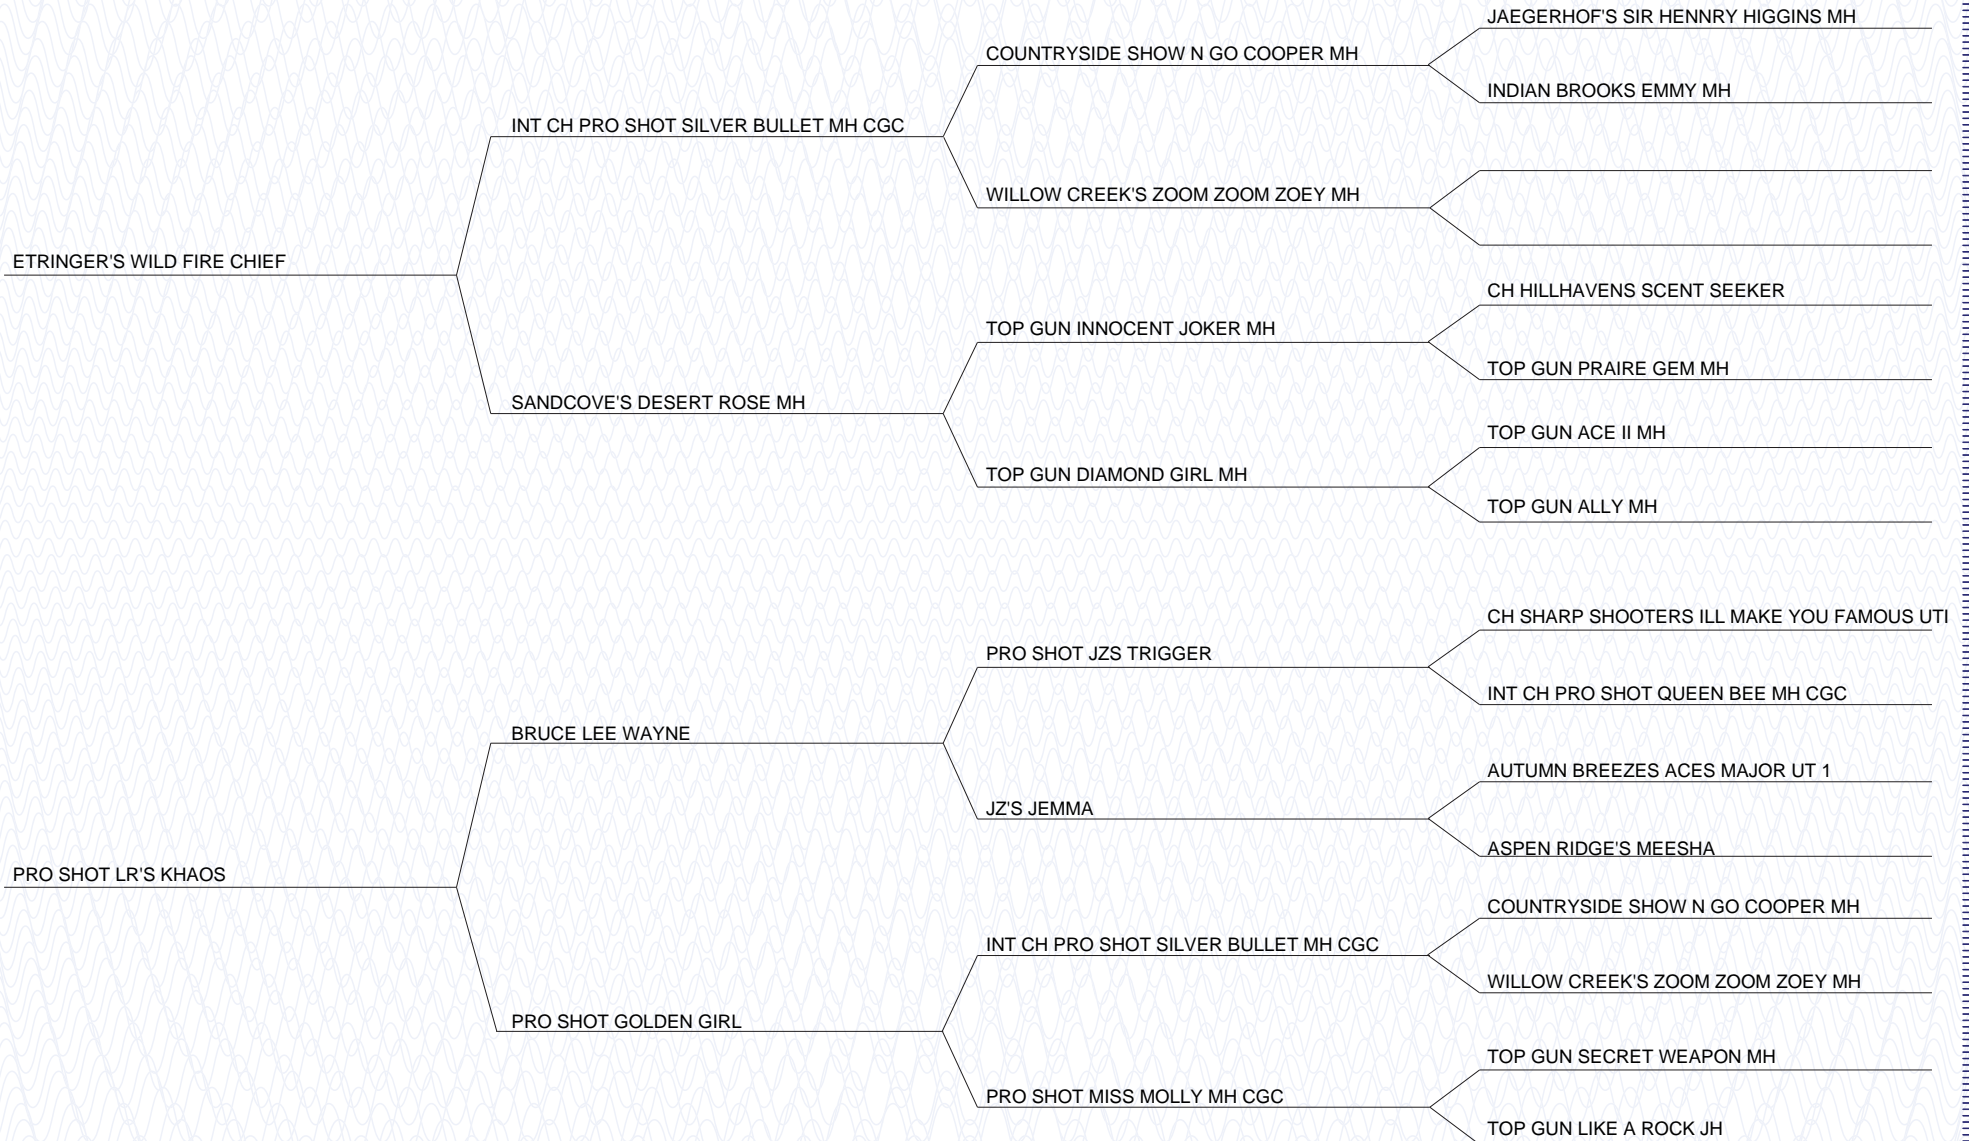 JAEGERHOF'S SIR HENNRY HIGGINS MH
COUNTRYSIDE SHOW N GO COOPER MH
INDIAN BROOKS EMMY MH
INT CH PRO SHOT SILVER BULLET MH CGC
WILLOW CREEK'S ZOOM ZOOM ZOEY MH
ETRINGER'S WILD FIRE CHIEF
CH HILLHAVENS SCENT SEEKER
TOP GUN INNOCENT JOKER MH
TOP GUN PRAIRE GEM MH
SANDCOVE'S DESERT ROSE MH
TOP GUN ACE II MH
TOP GUN DIAMOND GIRL MH
TOP GUN ALLY MH
CH SHARP SHOOTERS ILL MAKE YOU FAMOUS UTI
PRO SHOT JZS TRIGGER
INT CH PRO SHOT QUEEN BEE MH CGC
BRUCE LEE WAYNE
AUTUMN BREEZES ACES MAJOR UT 1
JZ'S JEMMA
ASPEN RIDGE'S MEESHA
PRO SHOT LR'S KHAOS
COUNTRYSIDE SHOW N GO COOPER MH
INT CH PRO SHOT SILVER BULLET MH CGC
WILLOW CREEK'S ZOOM ZOOM ZOEY MH
PRO SHOT GOLDEN GIRL
TOP GUN SECRET WEAPON MH
PRO SHOT MISS MOLLY MH CGC
TOP GUN LIKE A ROCK JH